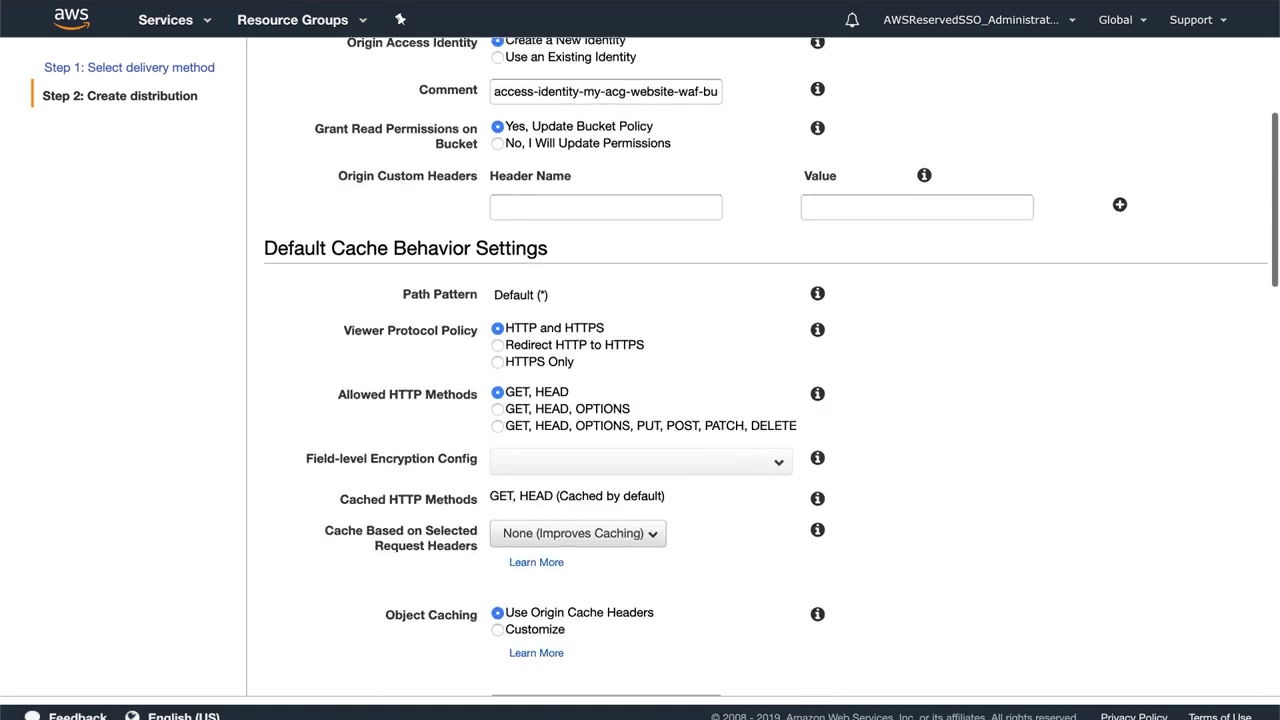 aws
Services
Resource Groups
AWSReservedSSO_Administrat...
Global
Support
Step 1: Select delivery method
Step 2: Create distribution
Origin Access Identity
Create a New Identity
Use an Existing Identity
Comment
access-identity-my-acg-website-waf-bu
Grant Read Permissions on
Bucket
Yes, Update Bucket Policy
No, I Will Update Permissions
Origin Custom Headers
Header Name
Value
Default Cache Behavior Settings
Path Pattern
Default (*)
Viewer Protocol Policy
HTTP and HTTPS
Redirect HTTP to HTTPS
HTTPS Only
Allowed HTTP Methods
GET, HEAD
GET, HEAD, OPTIONS
GET, HEAD, OPTIONS, PUT, POST, PATCH, DELETE
Field-level Encryption Config
Cached HTTP Methods
GET, HEAD (Cached by default)
Cache Based on Selected
Request Headers
None (Improves Caching)
Learn More
Object Caching
Use Origin Cache Headers
Customize
Learn More
Feedback
English (US)
© 2008 - 2019, Amazon Web Services, Inc. or its affiliates. All rights reserved.
Privacy Policy
Terms of Use